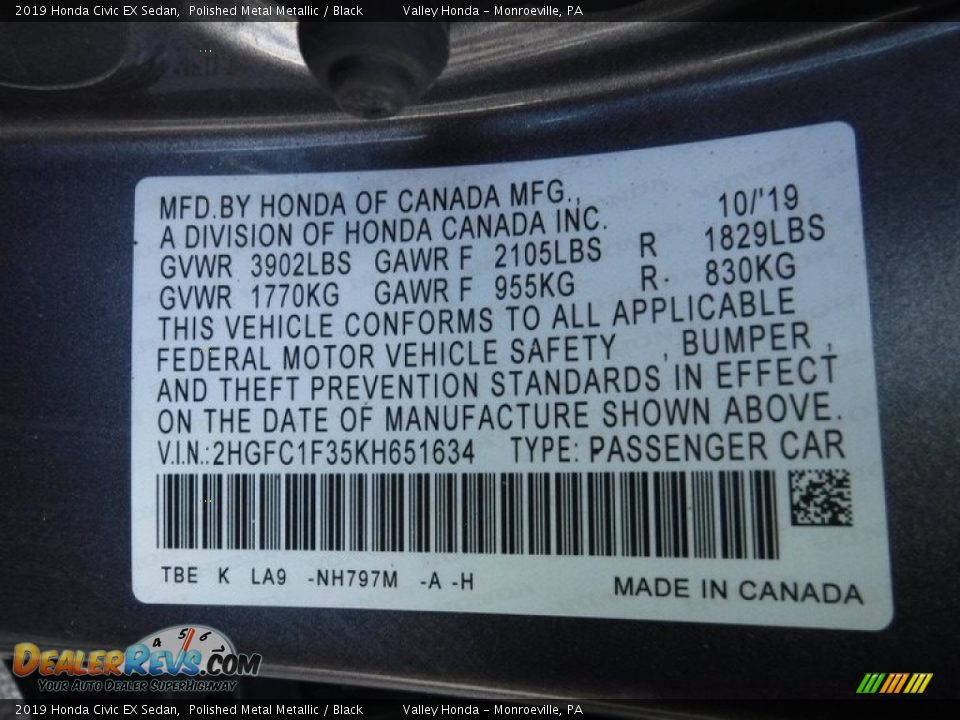 2019 Honda Civic EX Sedan, Polished Metal Metallic / Black Valley Honda - Monroeville, PA
MFD.BY HONDA OF CANADA MFG., 10/'19
A DIVISION OF HONDA CANADA INC.
GVWR 3902LBS GAWR F 2105LBS R 1829LBS
GVWR 1770KG GAWR F 955KG R 830KG
THIS VEHICLE CONFORMS TO ALL APPLICABLE
FEDERAL MOTOR VEHICLE SAFETY , BUMPER ,
AND THEFT PREVENTION STANDARDS IN EFFECT
ON THE DATE OF MANUFACTURE SHOWN ABOVE.
V.I.N.:2HGFC1F35KH651634 TYPE: PASSENGER CAR
TBE K LA9 -NH797M -A -H MADE IN CANADA
4 5 6
DEALERREVS.COM
YOUR AUTO DEALER SUPERHIGHWAY
2019 Honda Civic EX Sedan, Polished Metal Metallic / Black Valley Honda - Monroeville, PA